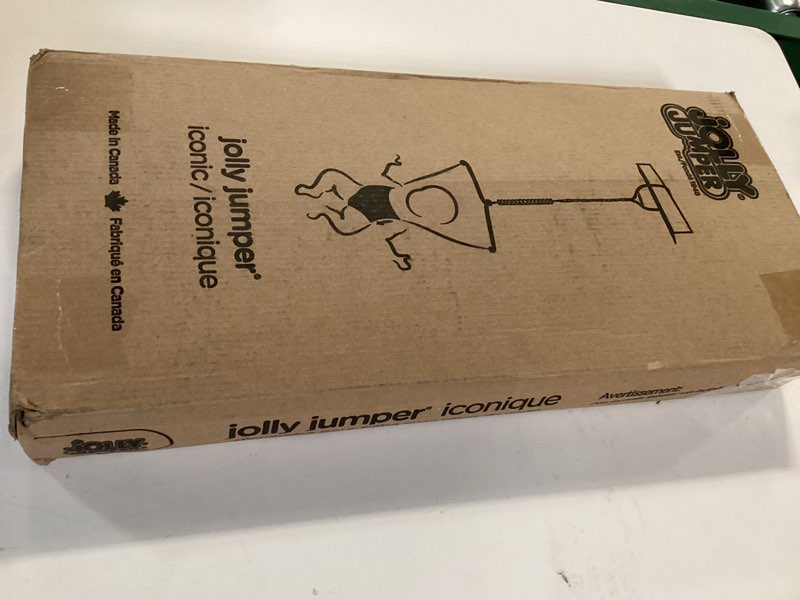 JOLLY
JUMPER®
jolly jumper®
iconic / iconique
Made in Canada Fabriqué en Canada
JOLLY
jolly jumper® iconique
Avertissement: